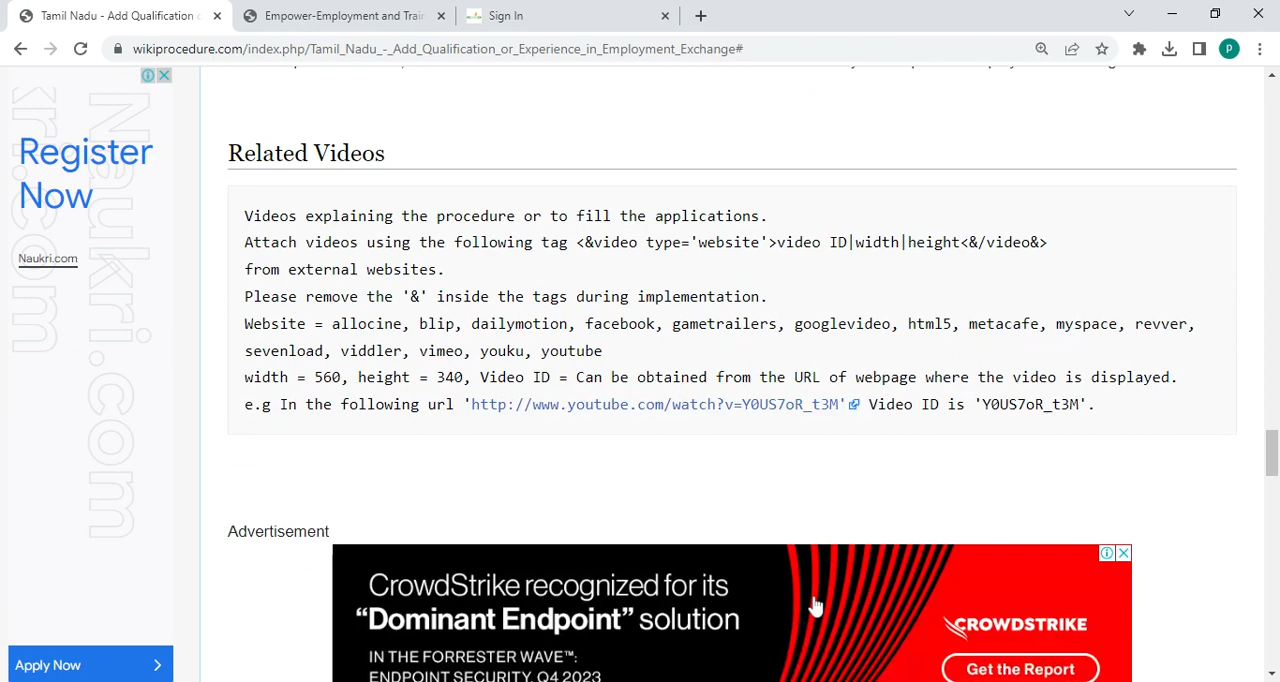 Tamil Nadu - Add Qualification o
Empower-Employment and Train
Sign In
wikiprocedure.com/index.php/Tamil_Nadu_-_Add_Qualification_or_Experience_in_Employment_Exchange#
P
Register
Now
Naukri.com
Naukri.com
kri.com
Apply Now
Related Videos
Videos explaining the procedure or to fill the applications.
Attach videos using the following tag <&video type='website'>video ID|width|height<&/video&>
from external websites.
Please remove the '&' inside the tags during implementation.
Website = allocine, blip, dailymotion, facebook, gametrailers, googlevideo, html5, metacafe, myspace, revver,
sevenload, viddler, vimeo, youku, youtube
width = 560, height = 340, Video ID = Can be obtained from the URL of webpage where the video is displayed.
e.g In the following url 'http://www.youtube.com/watch?v=Y0US7oR_t3M' Video ID is 'Y0US7oR_t3M'.
Advertisement
CrowdStrike recognized for its
“Dominant Endpoint” solution
IN THE FORRESTER WAVE™:
ENDPOINT SECURITY, Q4 2023
CROWDSTRIKE
Get the Report